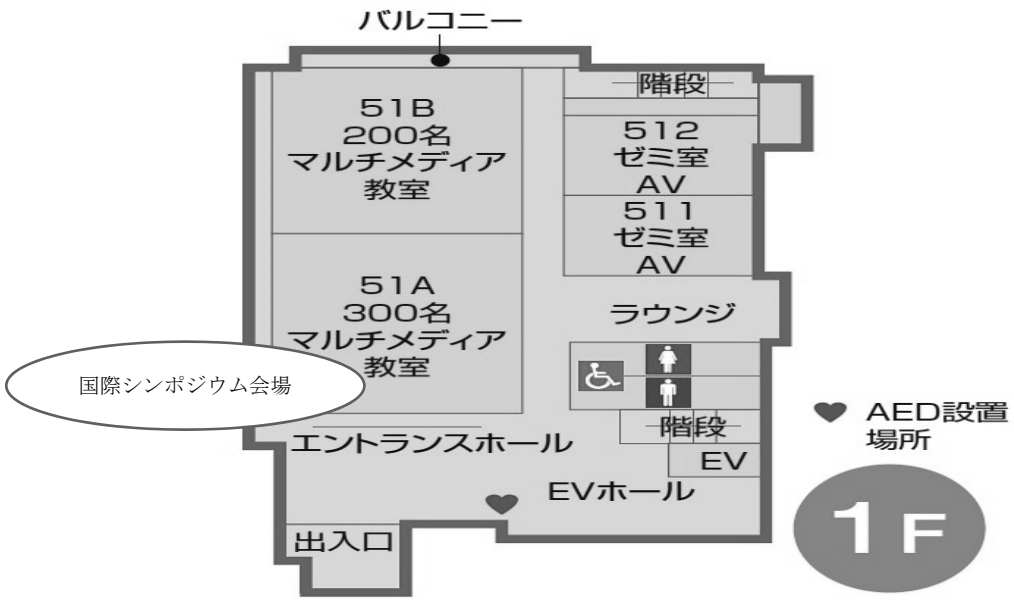 バルコニー
階段
51B
200名
マルチメディア
教室
512
ゼミ室
AV
511
ゼミ室
AV
51A
300名
マルチメディア
教室
ラウンジ
国際シンポジウム会場
AED設置
場所
階段
エントランスホール
EV
EVホール
出入口
1F